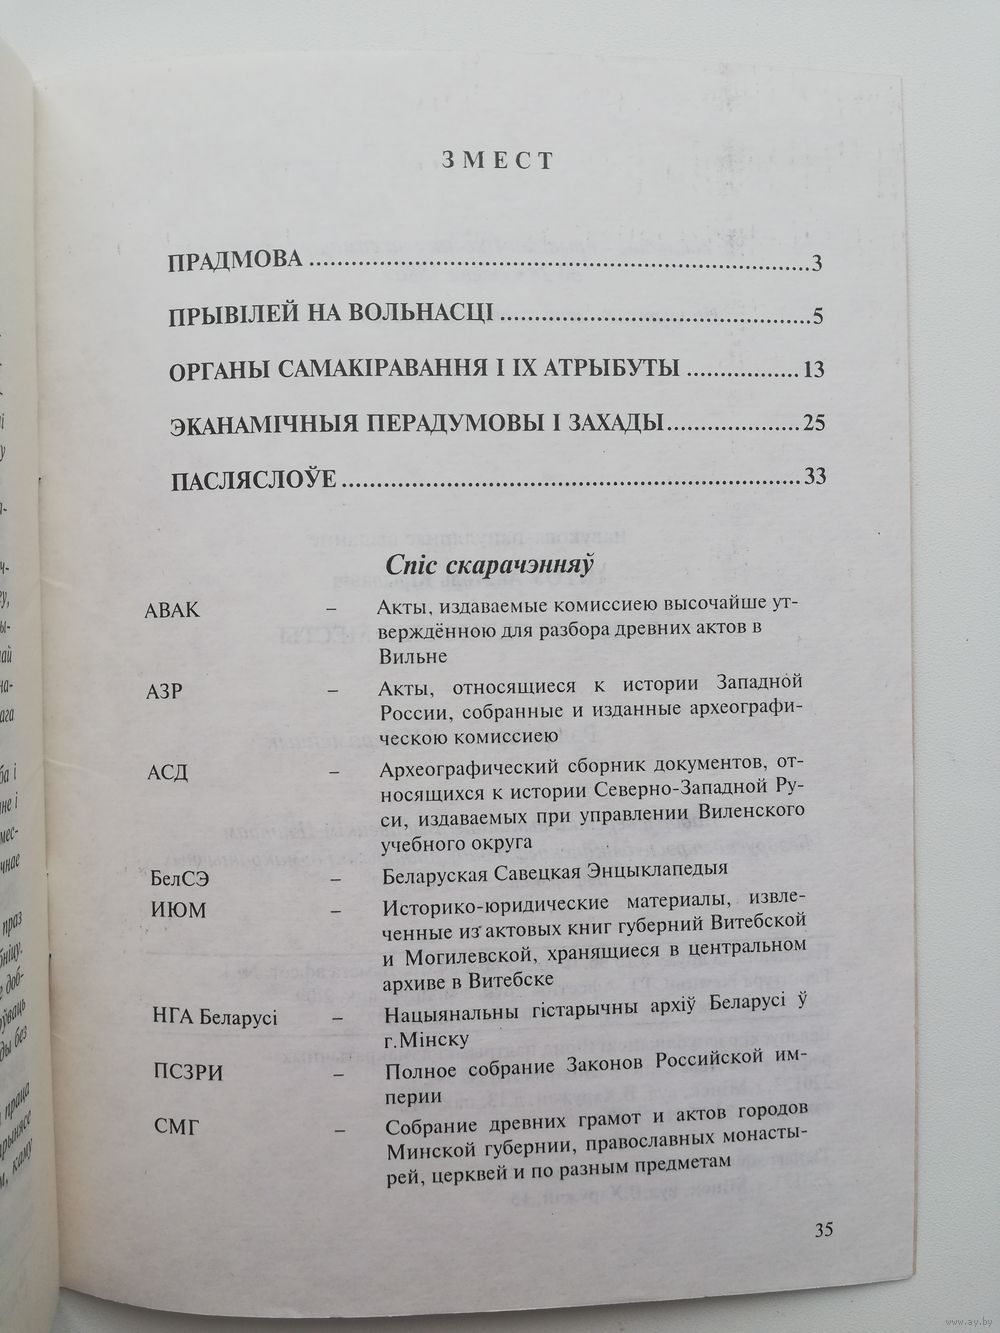 ЗМЕСТ
ПРАДМОВА ........................................................................3
ПРЫВІЛЕЙ НА ВОЛЬНАСЦІ .............................................5
ОРГАНЫ САМАКІРАВАННЯ І ІХ АТРЫБУТЫ ................13
ЭКАНАМІЧНЫЯ ПЕРАДУМОВЫ І ЗАХАДЫ...................25
ПАСЛЯСЛОЎЕ ..................................................................33
Спіс скарачэнняў
АВАК – Акты, издаваемые комиссиею высочайше ут-
верждённою для разбора древних актов в
Вильне
АЗР – Акты, относящиеся к истории Западной
России, собранные и изданные археографи-
ческою комиссиею
АСД – Археографический сборник документов, от-
носящихся к истории Северно-Западной Ру-
си, издаваемых при управлении Виленского
учебного округа
БелСЭ – Беларуская Савецкая Энцыклапедыя
ИЮМ – Историко-юридические материалы, извле-
ченные из актовых книг губерний Витебской
и Могилевской, хранящиеся в центральном
архиве в Витебске
НГА Беларусі – Нацыянальны гістарычны архіў Беларусі ў
г.Мінску
ПСЗРИ – Полное собрание Законов Российской им-
перии
СМГ – Собрание древних грамот и актов городов
Минской губернии, православных монасты-
рей, церквей и по разным предметам
35
www.ay.by